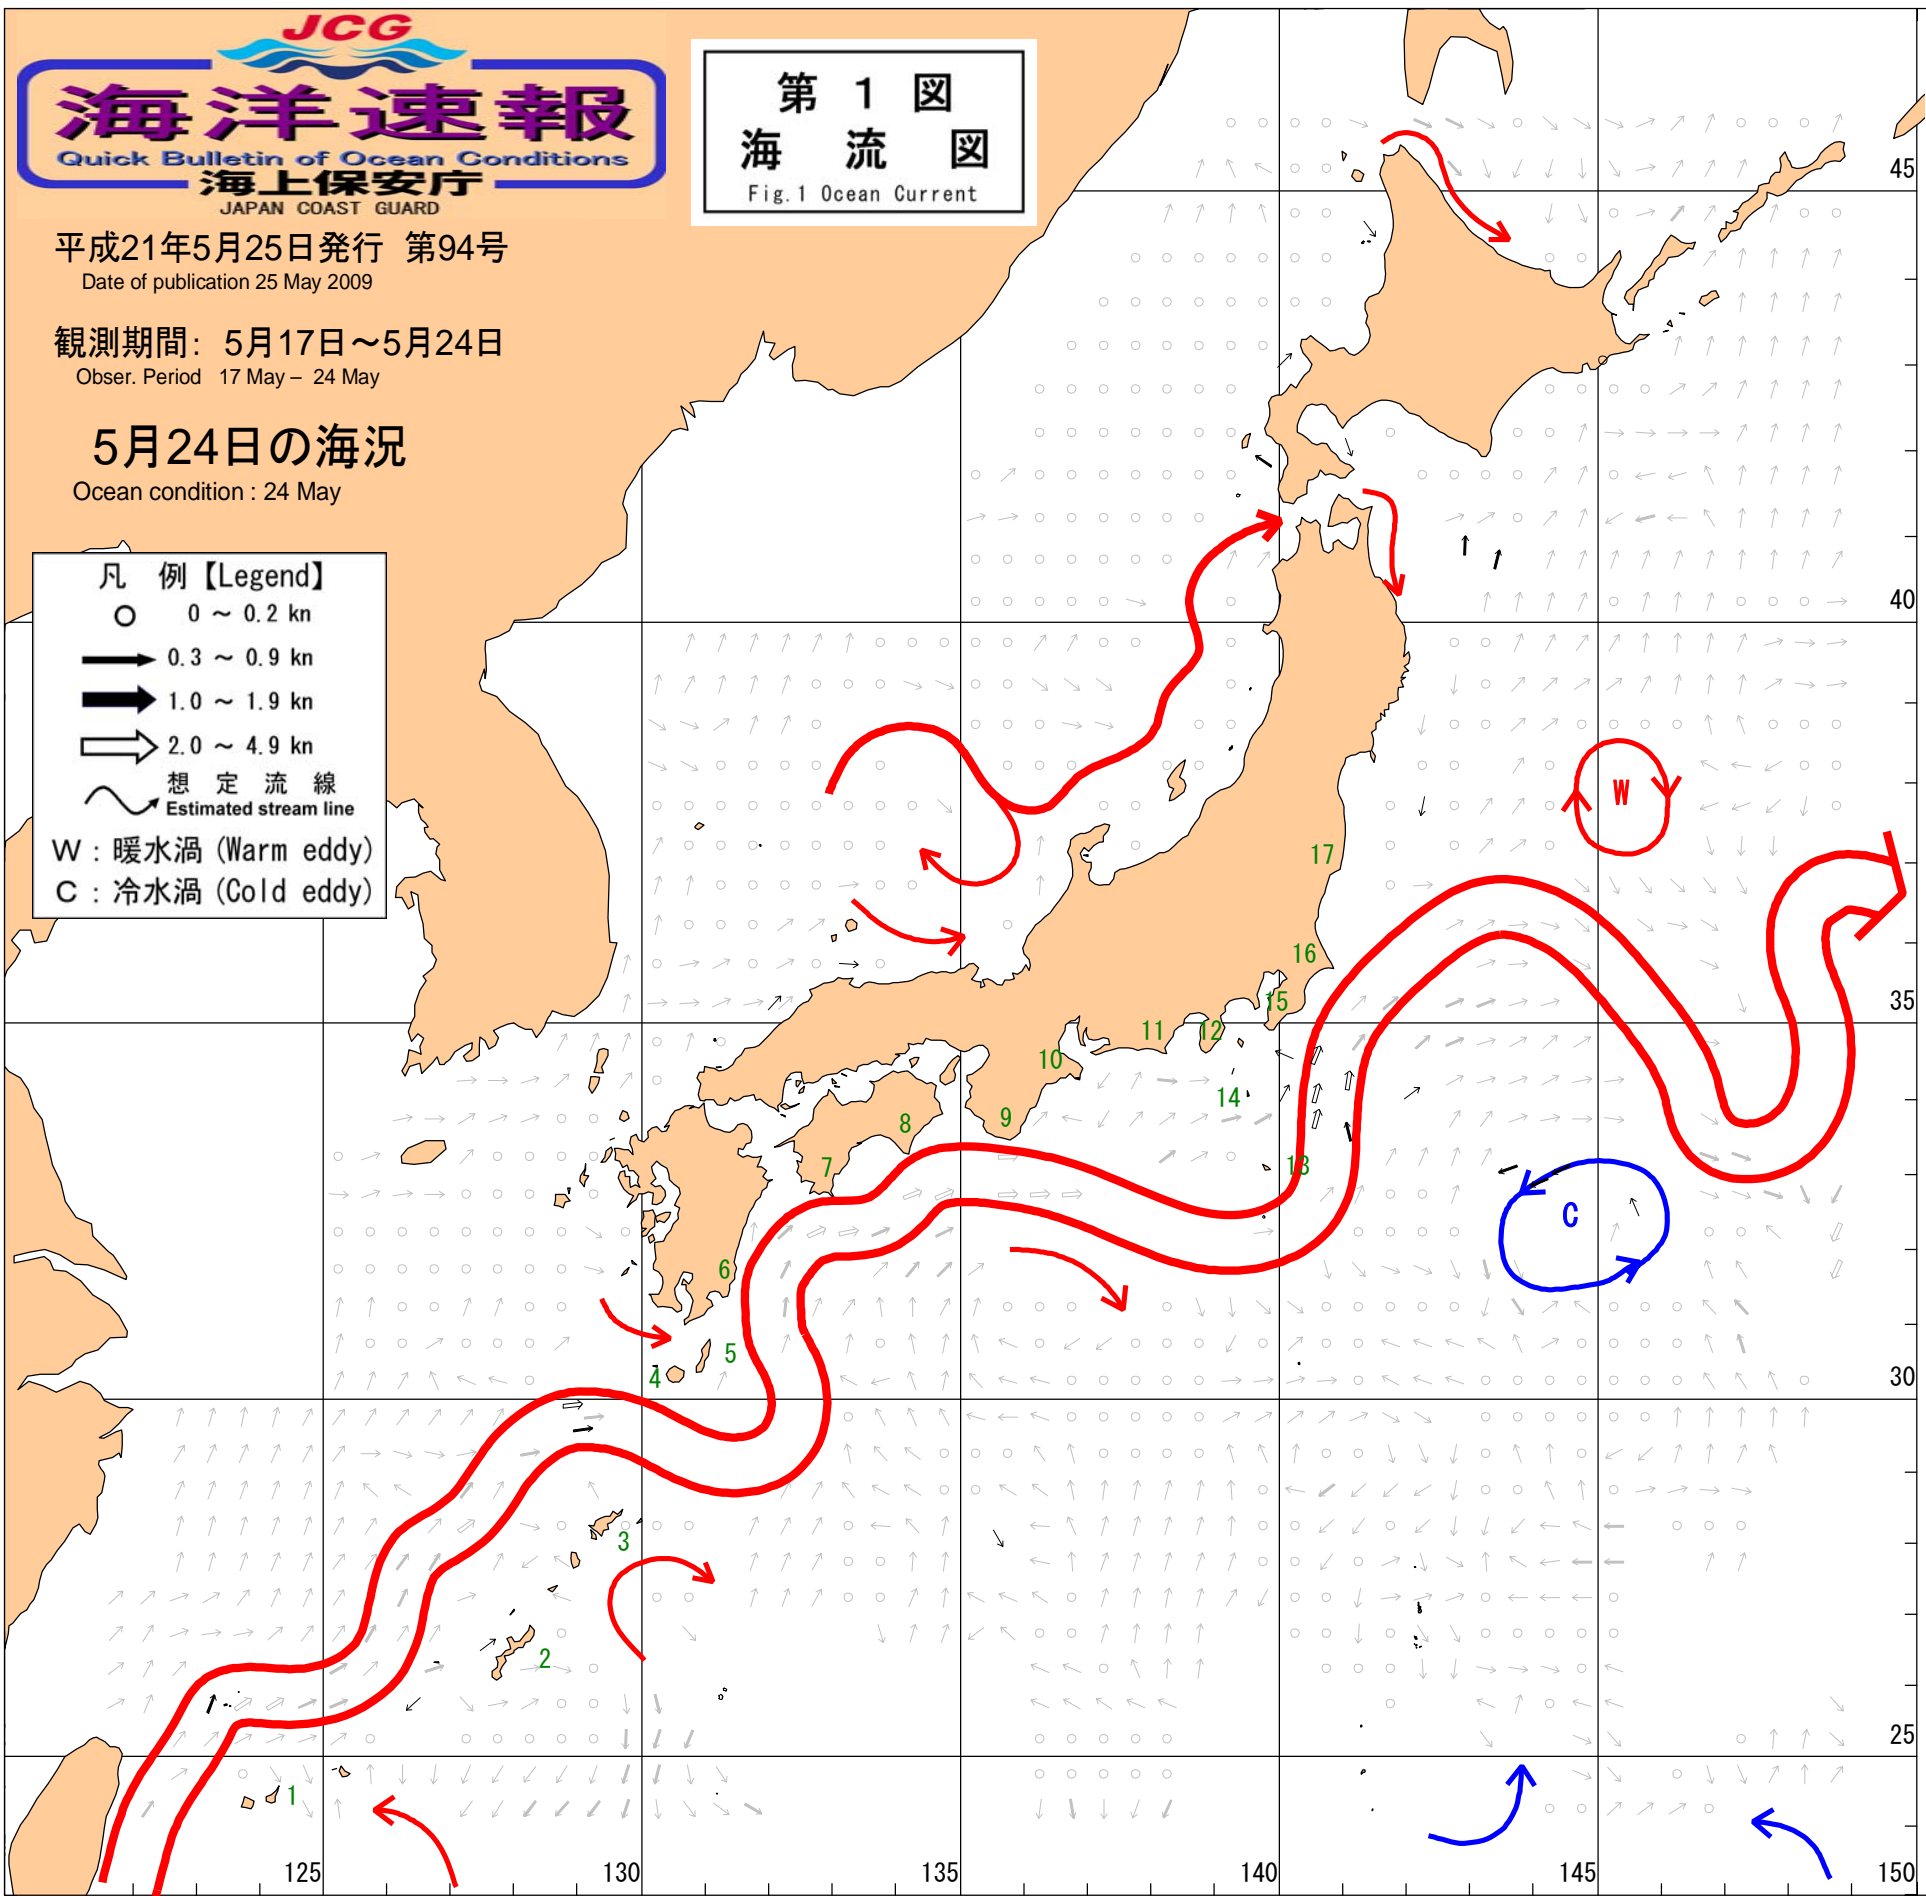 JCG
海洋速報
Quick Bulletin of Ocean Conditions
海上保安庁
JAPAN COAST GUARD
第 1 図
海 流 図
Fig.1 Ocean Current
平成21年5月25日発行 第94号
Date of publication 25 May 2009
観測期間: 5月17日～5月24日
Obser. Period 17 May – 24 May
5月24日の海況
Ocean condition : 24 May
凡 例【Legend】
0 ～ 0.2 kn
0.3 ～ 0.9 kn
1.0 ～ 1.9 kn
2.0 ～ 4.9 kn
想 定 流 線
Estimated stream line
W : 暖水渦 (Warm eddy)
C : 冷水渦 (Cold eddy)
45
40
W
17
16
35
15
11
12
10
14
9
8
7
13
C
6
5
4
30
3
2
25
1
125
130
135
140
145
150